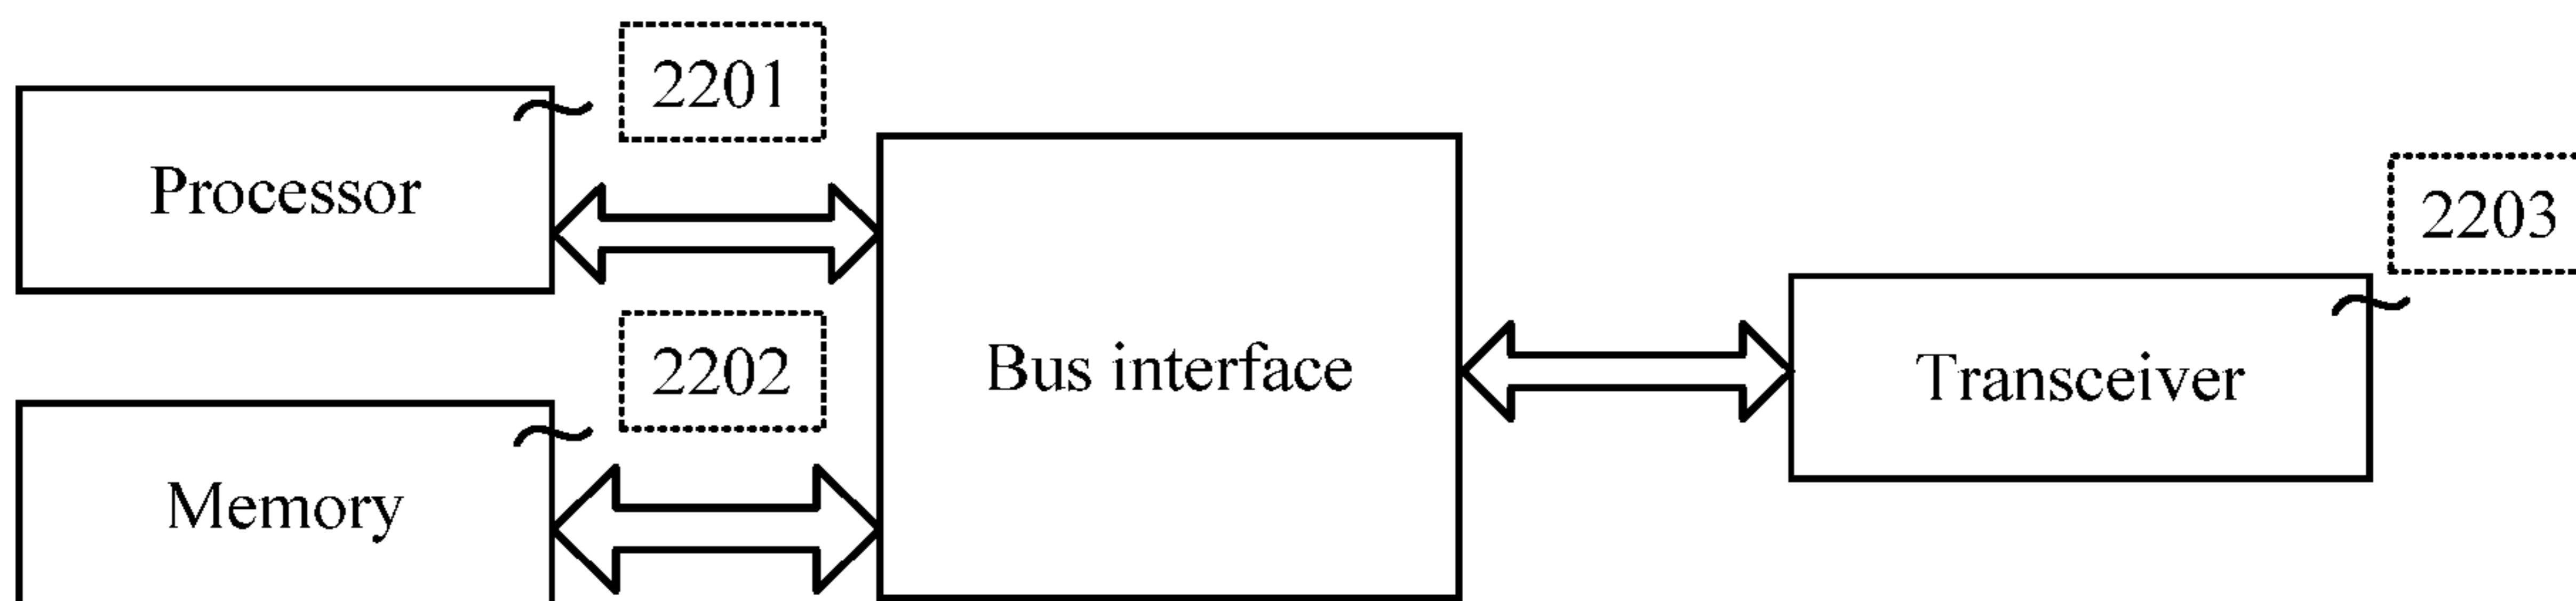 2201
Processor
2203
2202
Bus interface
Transceiver
Memory